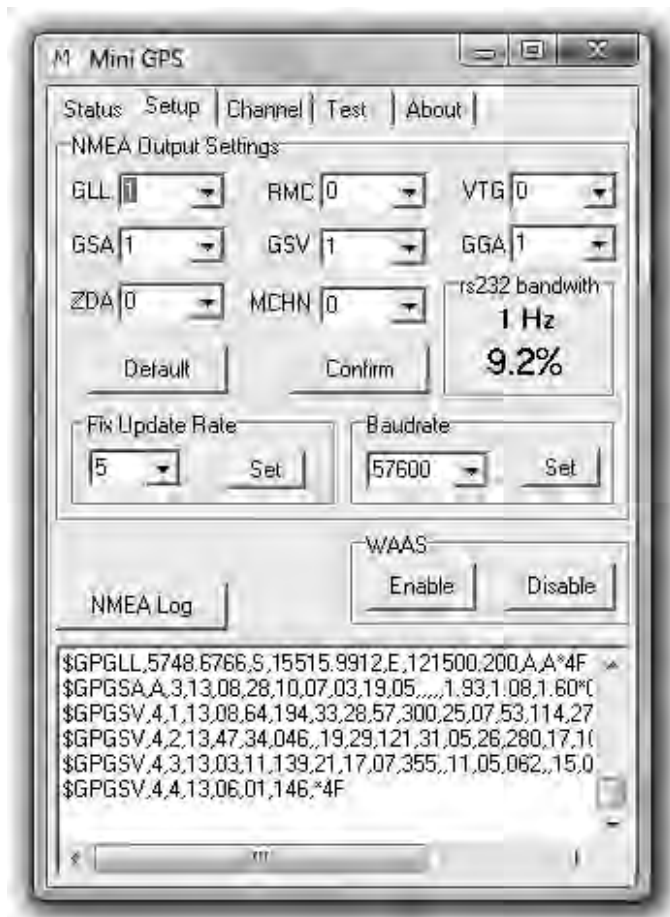 M Mini GPS
Status Setup Channel Test About
NMEA Output Settings
GLL 1 RMC 0 VTG 0
GSA 1 GSV 1 GGA 1
ZDA 0 MCHN 0
rs232 bandwith
1 Hz
9.2%
Default Confirm
Fix Update Rate Baudrate
5 Set 57600 Set
WAAS
NMEA Log Enable Disable
$GPGLL,5748.6766,S,15515.9912,E,121500.200,A,A*4F
$GPGSA,A,3,13,08,28,10,07,03,19,05,,,,,1.93,1.08,1.60*0
$GPGSV,4,1,13,08,64,194,33,28,57,300,25,07,53,114,27
$GPGSV,4,2,13,47,34,046,,19,29,121,31,05,26,280,17,10
$GPGSV,4,3,13,03,11,139,21,17,07,355,,11,05,062,,15,0
$GPGSV,4,4,13,06,01,146,*4F